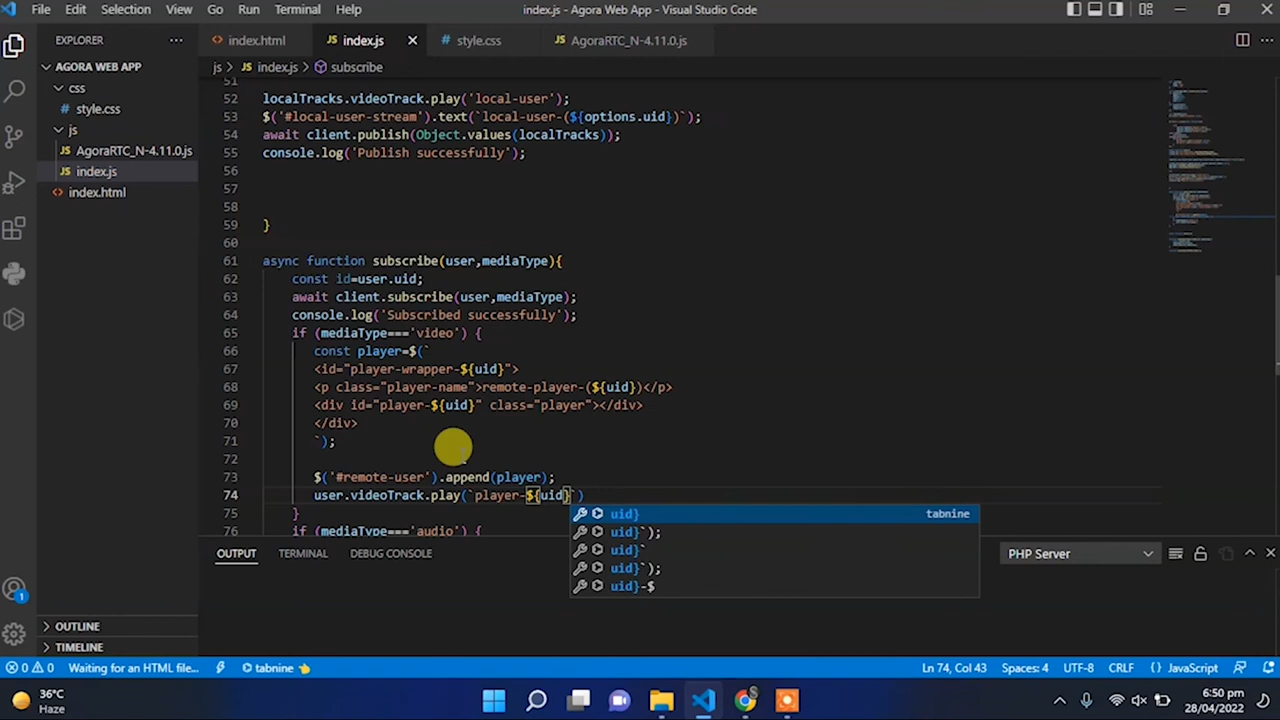 File Edit Selection View Go Run Terminal Help index.js - Agora Web App - Visual Studio Code
EXPLORER
index.html index.js style.css AgoraRTC_N-4.11.0.js
AGORA WEB APP
js > index.js > subscribe
css
style.css
js
AgoraRTC_N-4.11.0.js
index.js
index.html
51
52 localTracks.videoTrack.play('local-user');
53 $('#local-user-stream').text(`local-user-(${options.uid})`);
54 await client.publish(Object.values(localTracks));
55 console.log('Publish successfully');
56
57
58
59 }
60
61 async function subscribe(user,mediaType){
62 const id=user.uid;
63 await client.subscribe(user,mediaType);
64 console.log('Subscribed successfully');
65 if (mediaType==='video') {
66 const player=$(`
67 <id="player-wrapper-${uid}">
68 <p class="player-name">remote-player-(${uid})</p>
69 <div id="player-${uid}" class="player"></div>
70 </div>
71 `);
72
73 $('#remote-user').append(player);
74 user.videoTrack.play(`player-${uid}`)
75 }
76 if (mediaType==='audio') {
uid} tabnine
uid}`);
uid}`
uid}`);
uid}-$
OUTPUT TERMINAL DEBUG CONSOLE PHP Server
OUTLINE
TIMELINE
1
0 0 Waiting for an HTML file... tabnine Ln 74, Col 43 Spaces: 4 UTF-8 CRLF {} JavaScript
36°C
Haze
6:50 pm
28/04/2022